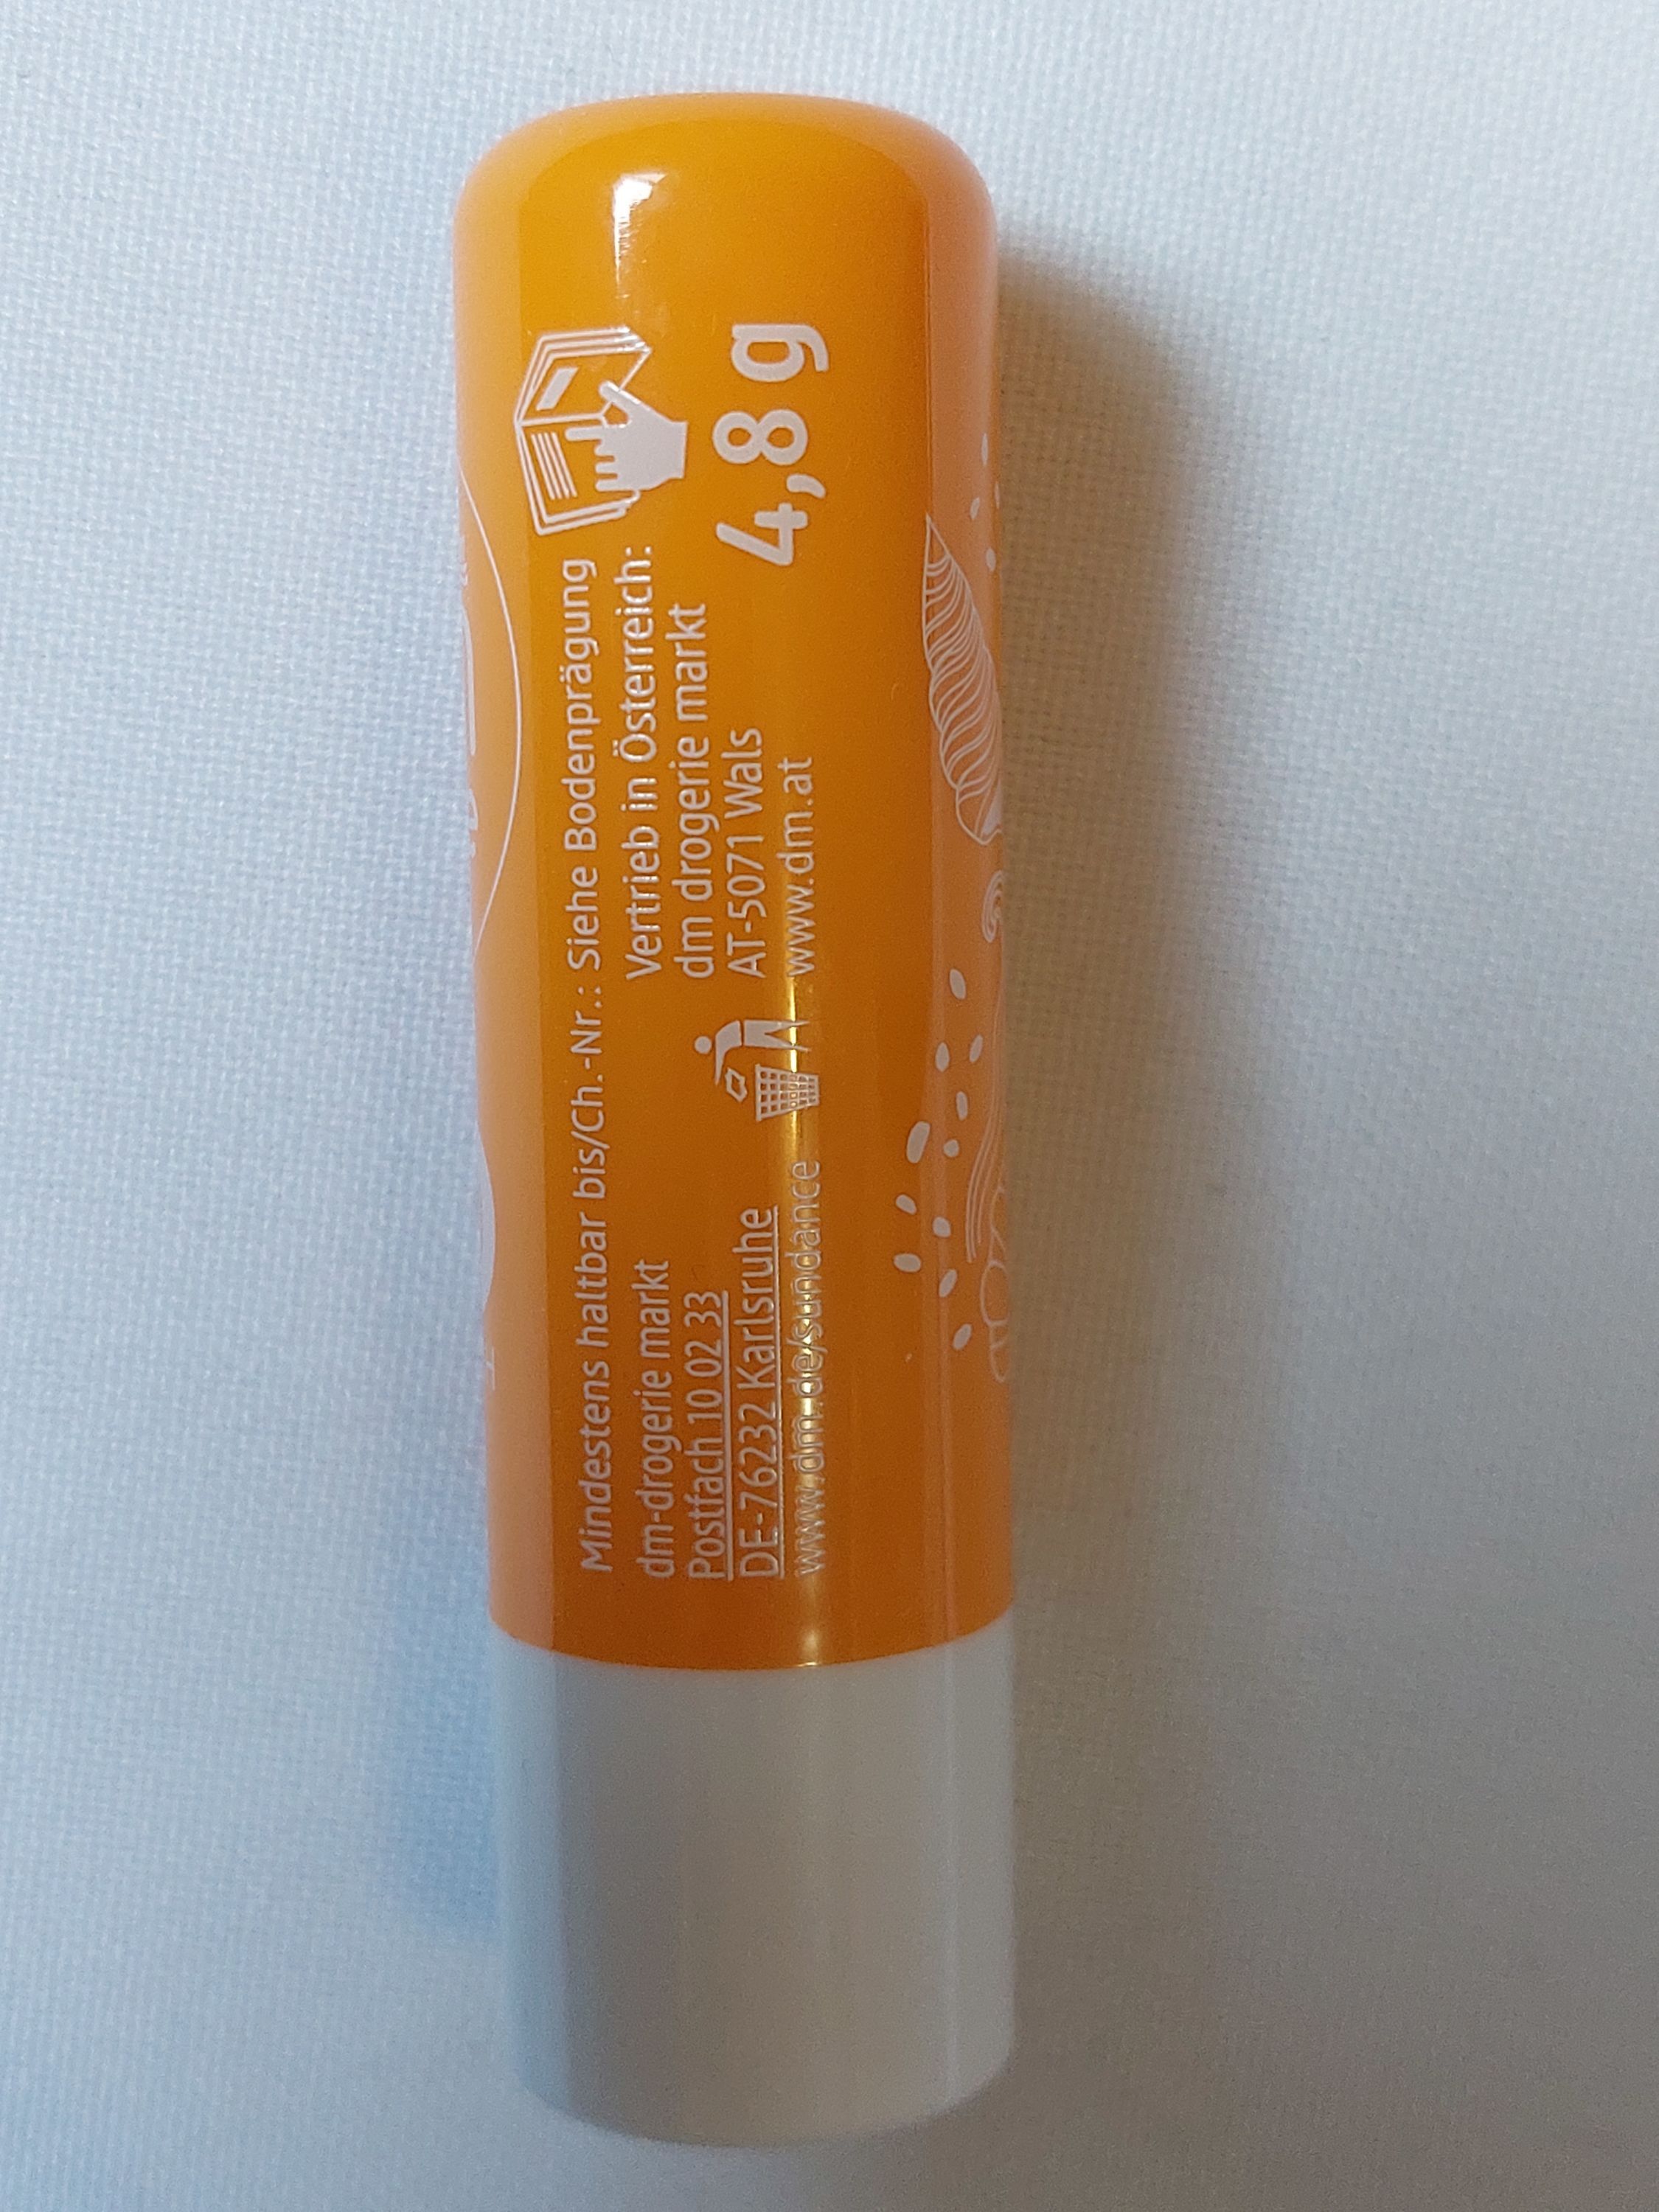 Mindestens haltbar bis/Ch.-Nr.: Siehe Bodenprägung
dm-drogerie markt
Postfach 10 02 33
DE-76232 Karlsruhe
www.dm.de/sundance
Vertrieb in Österreich:
dm drogerie markt
AT-5071 Wals
www.dm.at
4,8 g